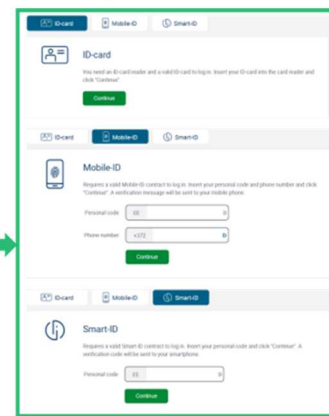 ID-card Mobile-ID Smart-ID
ID-card
You need an ID-card reader and a valid ID-card to log in. Insert your ID-card into the card reader and
click "Continue".
Continue
ID-card Mobile-ID Smart-ID
Mobile-ID
Requires a valid Mobile-ID contract to log in. Insert your personal code and phone number and click
"Continue". A verification message will be sent to your mobile phone.
Personal code EE
Phone number +372
Continue
ID-card Mobile-ID Smart-ID
Smart-ID
Requires a valid Smart-ID contract to log in. Insert your personal code and click "Continue". A
verification code will be sent to your smartphone.
Personal code EE
Continue